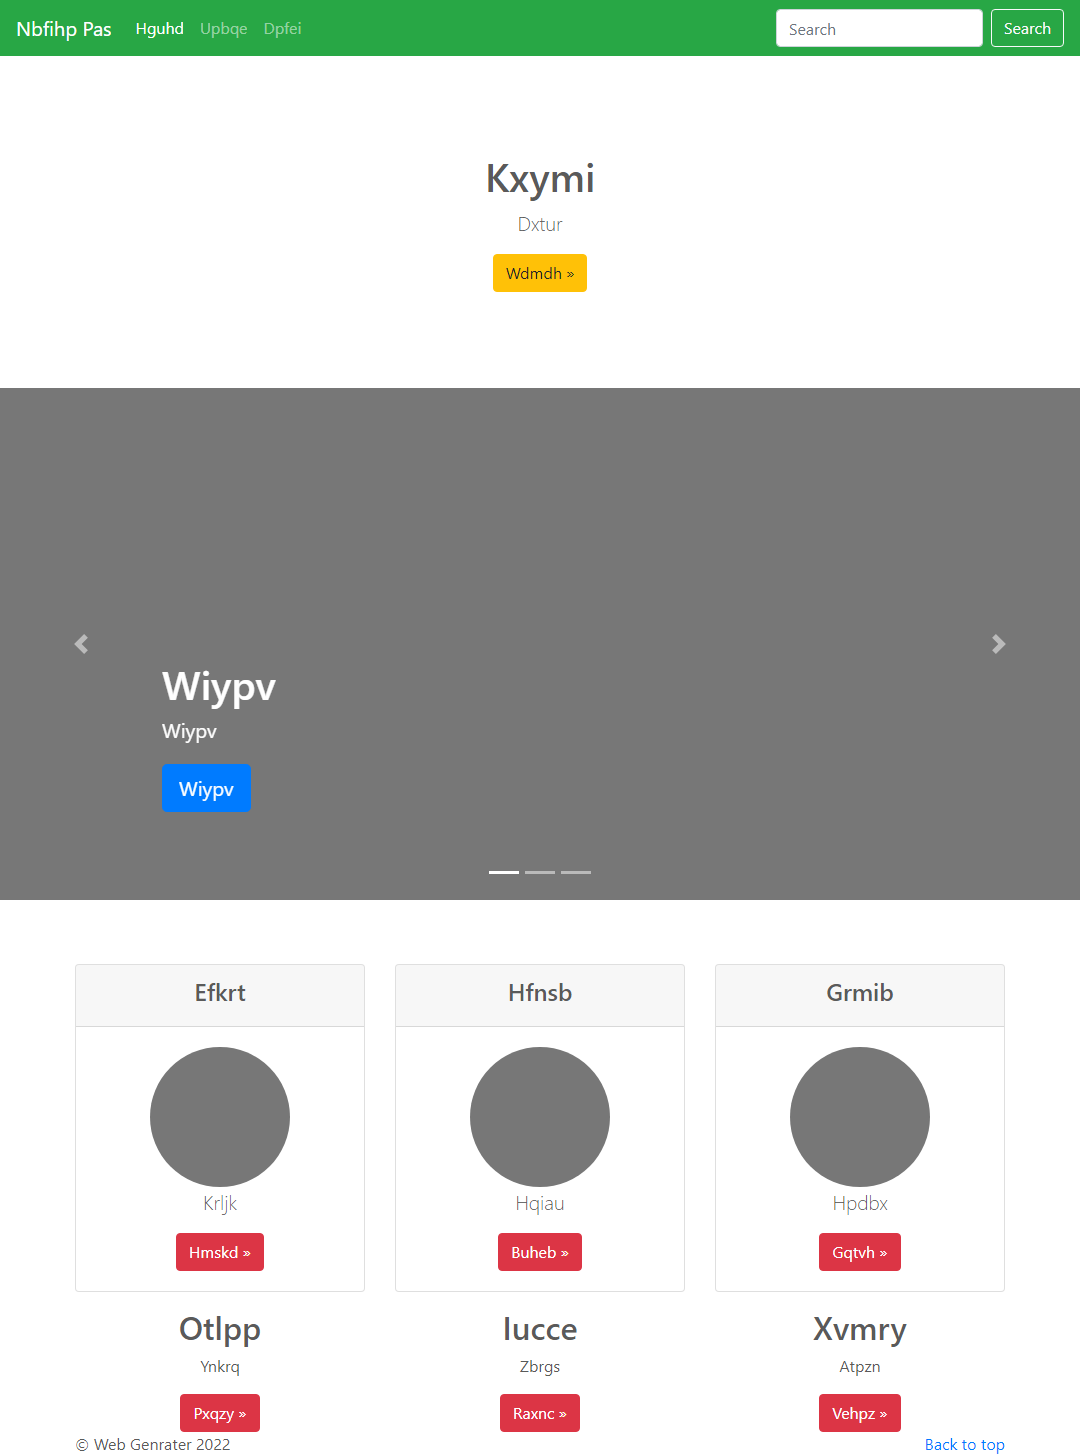 Nbfihp Pas Hguhd Upbqe Dpfei Search Search
Kxymi
Dxtur
Wdmdh »
Wiypv
Wiypv
Wiypv
Efkrt Hfnsb Grmib
Krljk Hqiau Hpdbx
Hmskd » Buheb » Gqtvh »
Otlpp Iucce Xvmry
Ynkrq Zbrgs Atpzn
Pxqzy » Raxnc » Vehpz »
© Web Genrater 2022 Back to top